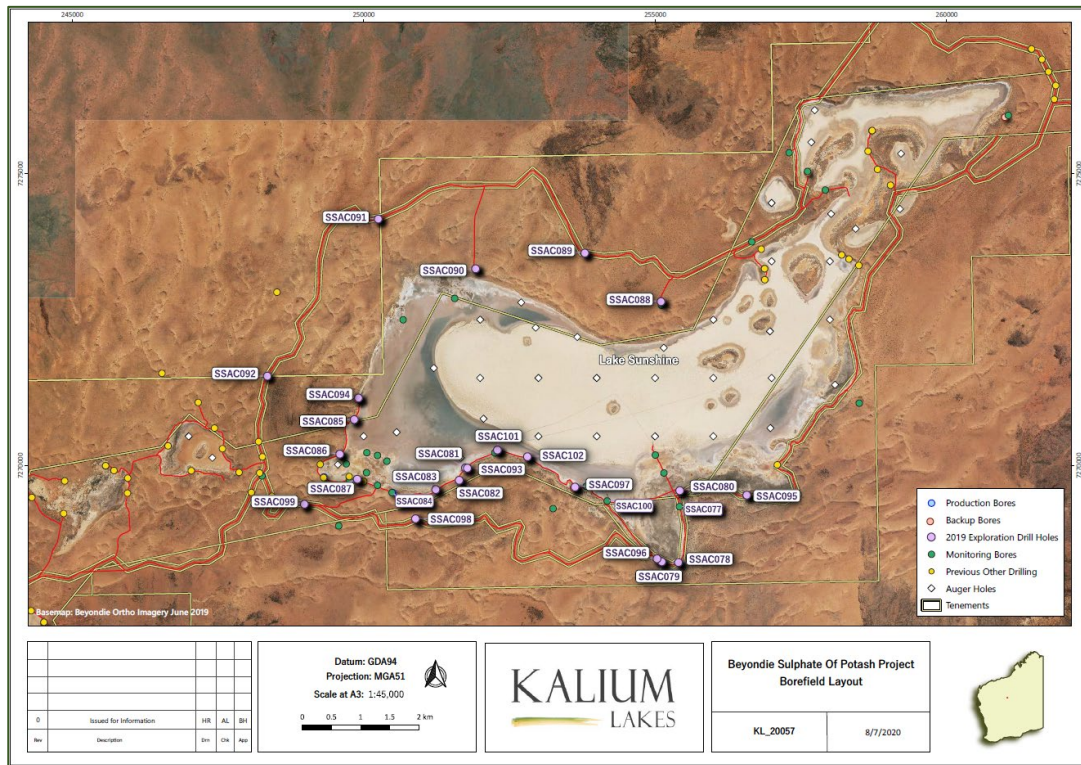 245000
250000
255000
260000
7275000
7275000
7270000
7270000
SSAC091
SSAC089
SSAC090
SSAC088
Lake Sunshine
SSAC092
SSAC094
SSAC085
SSAC101
SSAC086
SSAC081
SSAC102
SSAC093
SSAC083
SSAC087
SSAC082
SSAC097
SSAC080
SSAC095
SSAC084
SSAC099
SSAC100
SSAC077
SSAC098
SSAC096
SSAC078
SSAC079
Production Bores
Backup Bores
2019 Exploration Drill Holes
Monitoring Bores
Previous Other Drilling
Auger Holes
Tenements
Basemap: Beyondie Ortho Imagery June 2019
0 Issued for Information HR AL BH
Rev Description Drn Chk App
Datum: GDA94
Projection: MGA51
Scale at A3: 1:45,000
0 0.5 1 1.5 2 km
KALIUM
LAKES
Beyondie Sulphate Of Potash Project
Borefield Layout
KL_20057
8/7/2020